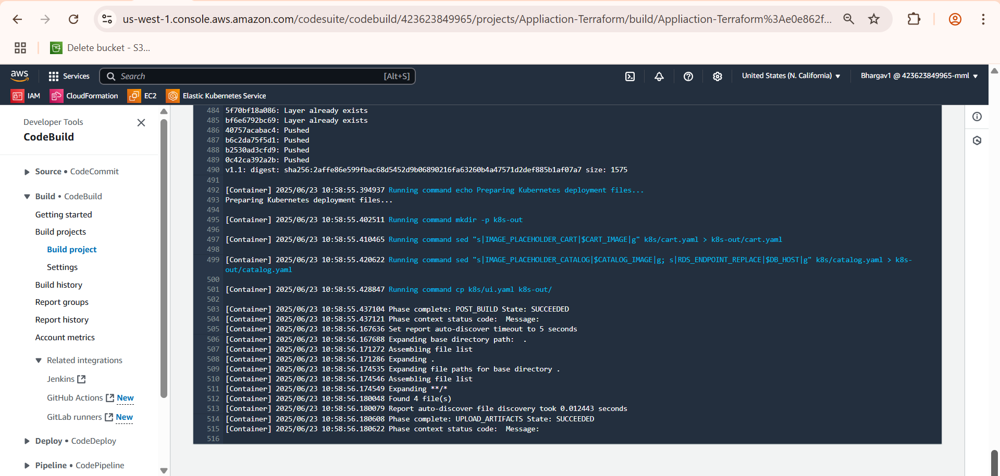 us-west-1.console.aws.amazon.com/codesuite/codebuild/423623849965/projects/Appliaction-Terraform/build/Appliaction-Terraform%3Ae0e862f...
Delete bucket - S3...
aws
Services
Search
[Alt+S]
United States (N. California)
Bhargav1 @ 423623849965-mml
IAM
CloudFormation
EC2
Elastic Kubernetes Service
Developer Tools
CodeBuild
Source • CodeCommit
Build • CodeBuild
Getting started
Build projects
Build project
Settings
Build history
Report groups
Report history
Account metrics
Related integrations
Jenkins
GitHub Actions New
GitLab runners New
Deploy • CodeDeploy
Pipeline • CodePipeline
484 5f70bf18a086: Layer already exists
485 bf6e6792bc69: Layer already exists
486 40757acabac4: Pushed
487 b6c2da75f5d1: Pushed
488 b2530ad3cfd9: Pushed
489 0c42ca392a2b: Pushed
490 v1.1: digest: sha256:2affe86e599fbac68d5452d9b06890216fa63260b4a47571d2def885b1af07a7 size: 1575
491
492 [Container] 2025/06/23 10:58:55.394937 Running command echo Preparing Kubernetes deployment files...
493 Preparing Kubernetes deployment files...
494
495 [Container] 2025/06/23 10:58:55.402511 Running command mkdir -p k8s-out
496
497 [Container] 2025/06/23 10:58:55.410465 Running command sed "s|IMAGE_PLACEHOLDER_CART|$CART_IMAGE|g" k8s/cart.yaml > k8s-out/cart.yaml
498
499 [Container] 2025/06/23 10:58:55.420622 Running command sed "s|IMAGE_PLACEHOLDER_CATALOG|$CATALOG_IMAGE|g; s|RDS_ENDPOINT_REPLACE|$DB_HOST|g" k8s/catalog.yaml > k8s-
out/catalog.yaml
500
501 [Container] 2025/06/23 10:58:55.428847 Running command cp k8s/ui.yaml k8s-out/
502
503 [Container] 2025/06/23 10:58:55.437104 Phase complete: POST_BUILD State: SUCCEEDED
504 [Container] 2025/06/23 10:58:55.437121 Phase context status code:  Message:
505 [Container] 2025/06/23 10:58:56.167636 Set report auto-discover timeout to 5 seconds
506 [Container] 2025/06/23 10:58:56.167688 Expanding base directory path:  .
507 [Container] 2025/06/23 10:58:56.171272 Assembling file list
508 [Container] 2025/06/23 10:58:56.171286 Expanding .
509 [Container] 2025/06/23 10:58:56.174535 Expanding file paths for base directory .
510 [Container] 2025/06/23 10:58:56.174546 Assembling file list
511 [Container] 2025/06/23 10:58:56.174549 Expanding **/*
512 [Container] 2025/06/23 10:58:56.180048 Found 4 file(s)
513 [Container] 2025/06/23 10:58:56.180079 Report auto-discover file discovery took 0.012443 seconds
514 [Container] 2025/06/23 10:58:56.180608 Phase complete: UPLOAD_ARTIFACTS State: SUCCEEDED
515 [Container] 2025/06/23 10:58:56.180622 Phase context status code:  Message:
516